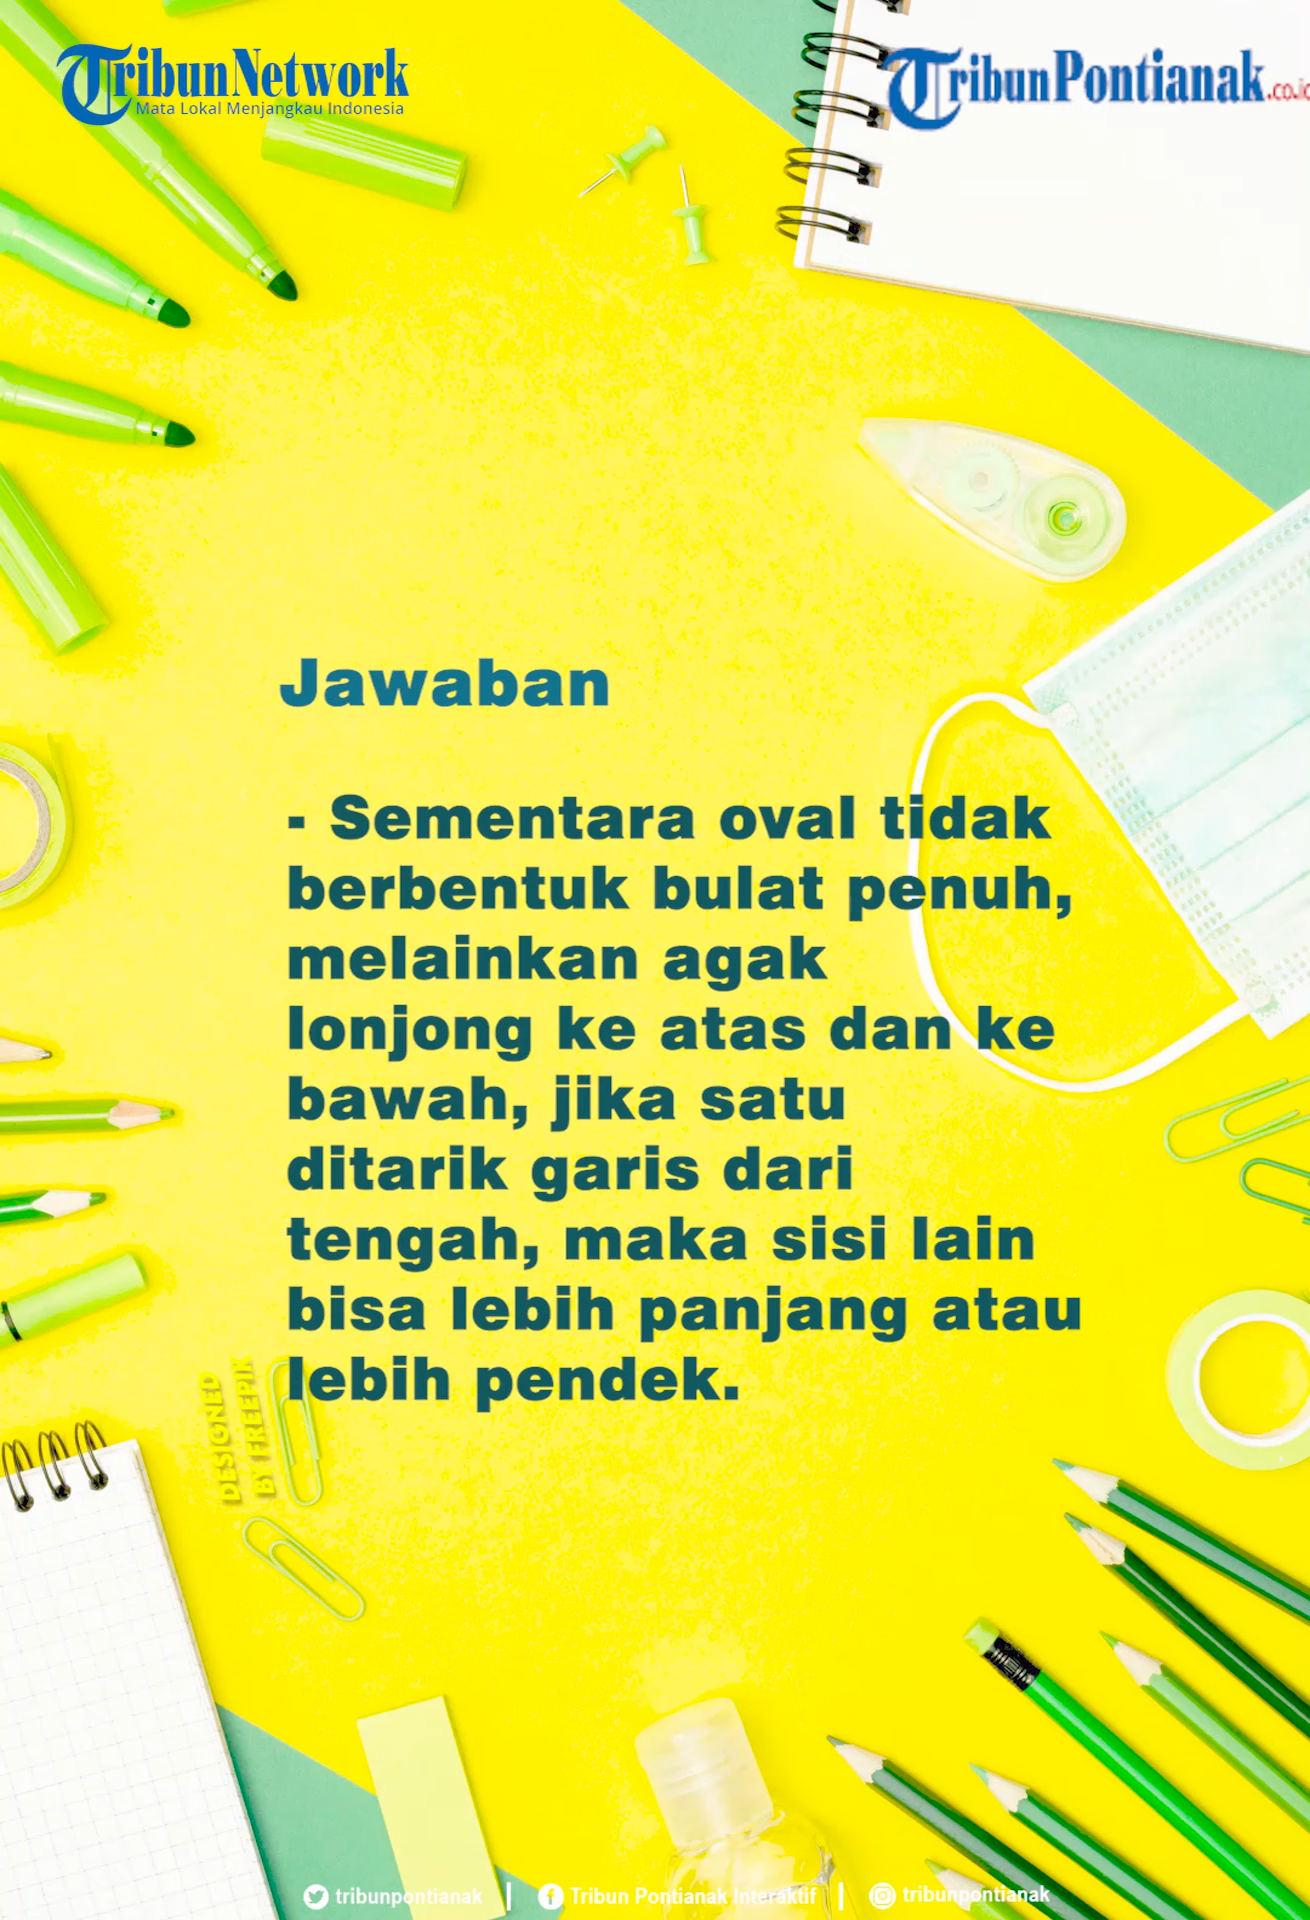 TribunNetwork
Mata Lokal Menjangkau Indonesia
TribunPontianak.co.id
Jawaban
- Sementara oval tidak
berbentuk bulat penuh,
melainkan agak
lonjong ke atas dan ke
bawah, jika satu
ditarik garis dari
tengah, maka sisi lain
bisa lebih panjang atau
lebih pendek.
DESIGNED
BY FREEPIK
tribunpontianak | Tribun Pontianak Interaktif | tribunpontianak